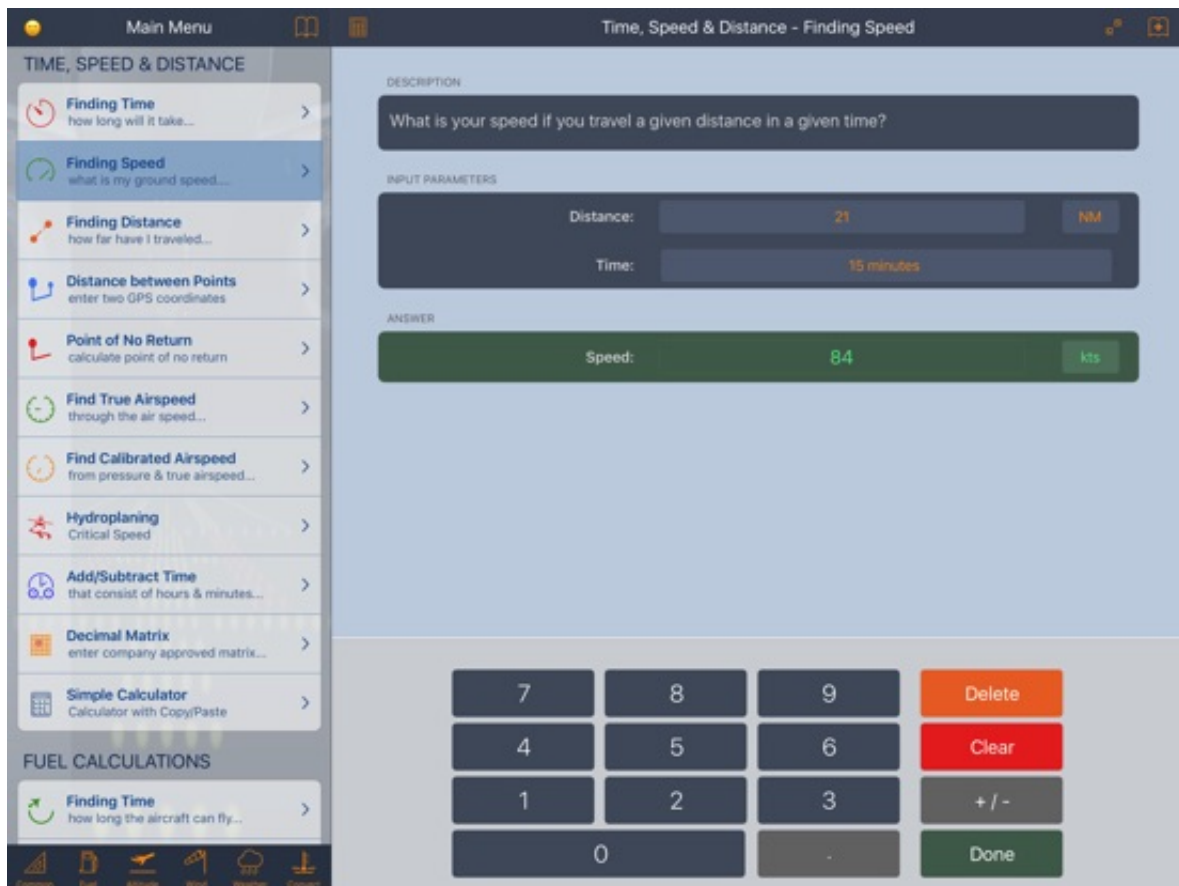 Main Menu
TIME, SPEED & DISTANCE
Finding Time
how long will it take...
Finding Speed
what is my ground speed....
Finding Distance
how far have I traveled...
Distance between Points
enter two GPS coordinates
Point of No Return
calculate point of no return
Find True Airspeed
through the air speed...
Find Calibrated Airspeed
from pressure & true airspeed...
Hydroplaning
Critical Speed
Add/Subtract Time
that consist of hours & minutes...
Decimal Matrix
enter company approved matrix...
Simple Calculator
Calculator with Copy/Paste
FUEL CALCULATIONS
Finding Time
how long the aircraft can fly...
Common Fuel Altitude Wind Weather Convert
Time, Speed & Distance - Finding Speed
DESCRIPTION
What is your speed if you travel a given distance in a given time?
INPUT PARAMETERS
Distance: 21 NM
Time: 15 minutes
ANSWER
Speed: 84 kts
7 8 9 Delete
4 5 6 Clear
1 2 3 + / -
0 . Done